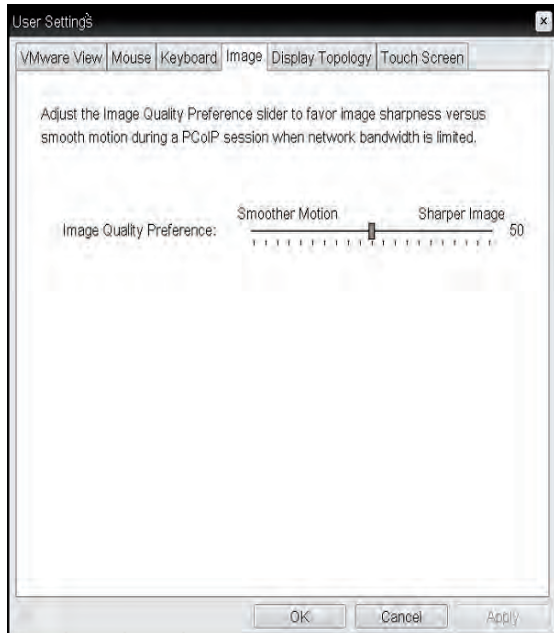 User Settings
VMware View Mouse Keyboard Image Display Topology Touch Screen
Adjust the Image Quality Preference slider to favor image sharpness versus
smooth motion during a PCoIP session when network bandwidth is limited.
Smoother Motion Sharper Image
Image Quality Preference: 50
OK Cancel Apply